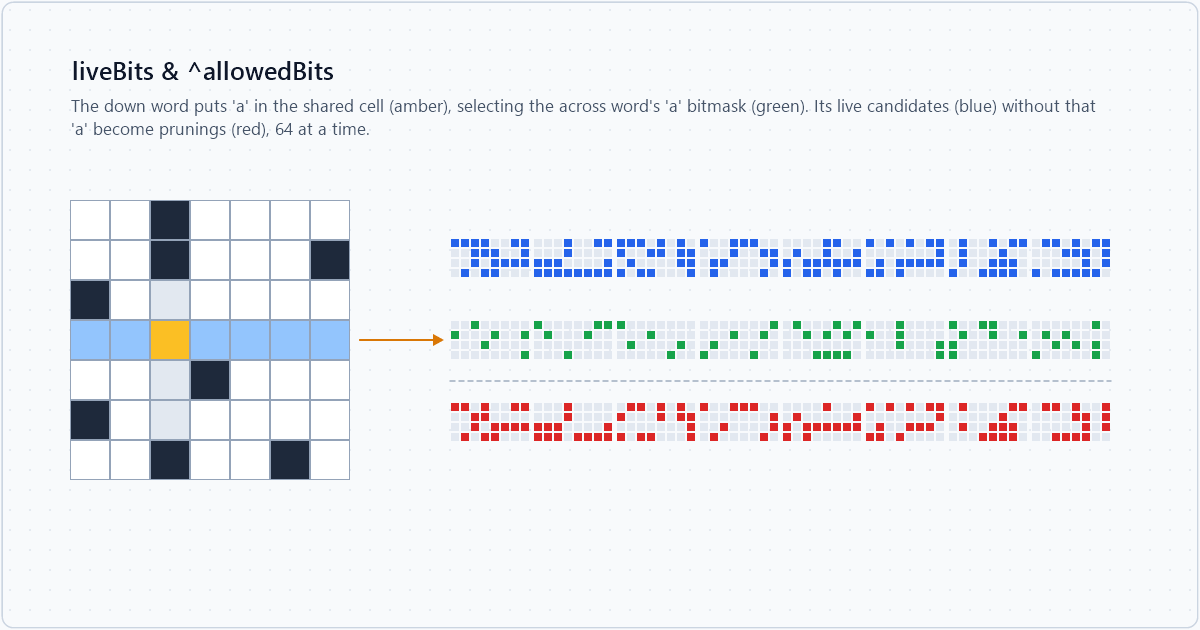 liveBits & ^allowedBits
The down word puts 'a' in the shared cell (amber), selecting the across word's 'a' bitmask (green). Its live candidates (blue) without that
'a' become prunings (red), 64 at a time.